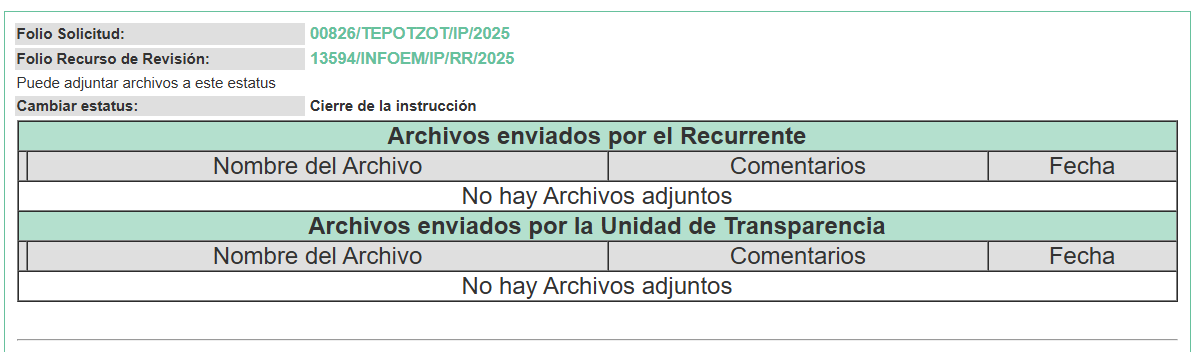 Folio Solicitud: 00826/TEPOTZOT/IP/2025
Folio Recurso de Revisión: 13594/INFOEM/IP/RR/2025
Puede adjuntar archivos a este estatus
Cambiar estatus: Cierre de la instrucción
Archivos enviados por el Recurrente
Nombre del Archivo Comentarios Fecha
No hay Archivos adjuntos
Archivos enviados por la Unidad de Transparencia
Nombre del Archivo Comentarios Fecha
No hay Archivos adjuntos